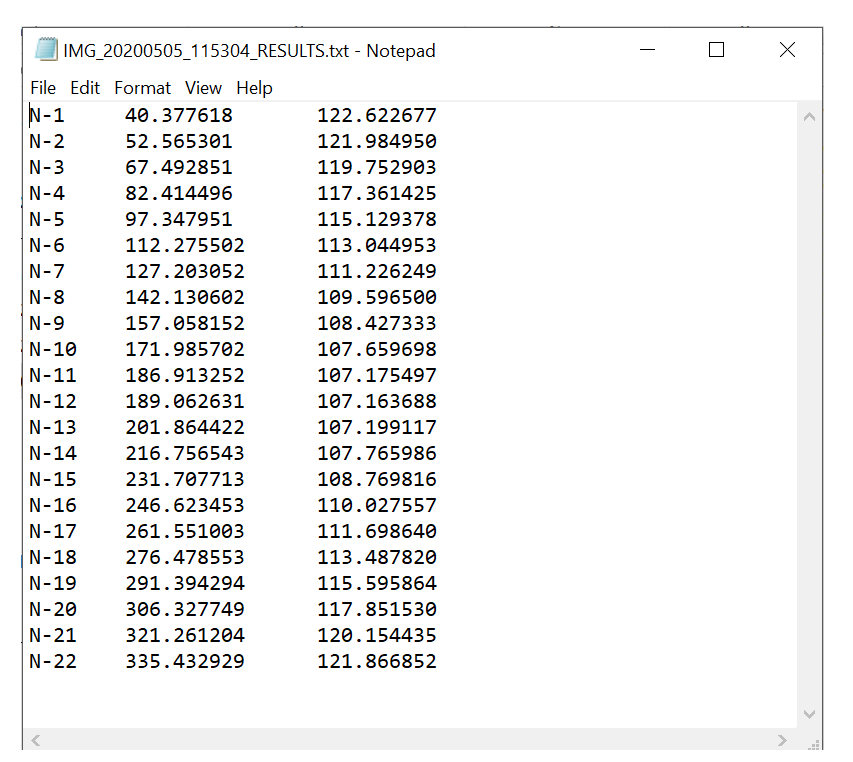 IMG_20200505_115304_RESULTS.txt - Notepad
File Edit Format View Help
N-1 40.377618 122.622677
N-2 52.565301 121.984950
N-3 67.492851 119.752903
N-4 82.414496 117.361425
N-5 97.347951 115.129378
N-6 112.275502 113.044953
N-7 127.203052 111.226249
N-8 142.130602 109.596500
N-9 157.058152 108.427333
N-10 171.985702 107.659698
N-11 186.913252 107.175497
N-12 189.062631 107.163688
N-13 201.864422 107.199117
N-14 216.756543 107.765986
N-15 231.707713 108.769816
N-16 246.623453 110.027557
N-17 261.551003 111.698640
N-18 276.478553 113.487820
N-19 291.394294 115.595864
N-20 306.327749 117.851530
N-21 321.261204 120.154435
N-22 335.432929 121.866852